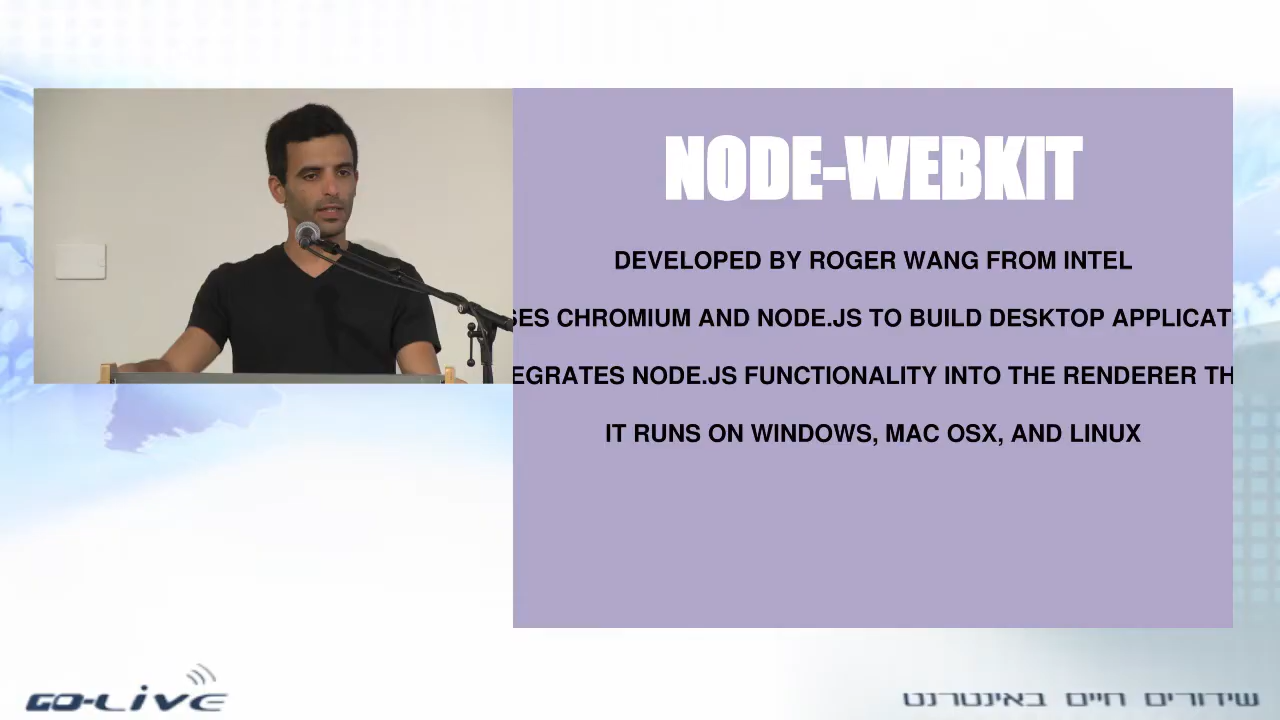 NODE-WEBKIT
DEVELOPED BY ROGER WANG FROM INTEL
SES CHROMIUM AND NODE.JS TO BUILD DESKTOP APPLICAT
EGRATES NODE.JS FUNCTIONALITY INTO THE RENDERER TH
IT RUNS ON WINDOWS, MAC OSX, AND LINUX
GO-LIVE
שידורים חיים באינטרנט